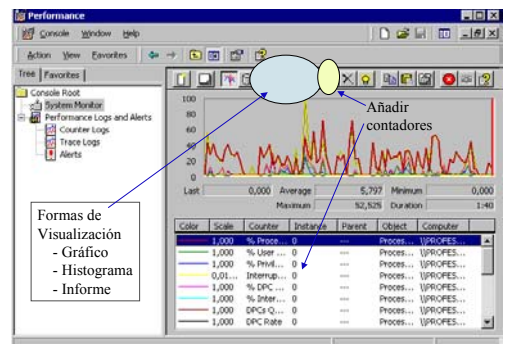 Performance
Console Window Help
Action View Favorites
Tree Favorites
Console Root
System Monitor
Performance Logs and Alerts
Counter Logs
Trace Logs
Alerts
100
80
60
40
20
0
Añadir
contadores
Last 0,000 Average 5,797 Minimum 0,000
Maximum 52,525 Duration 1:40
Formas de
Visualización
- Gráfico
- Histograma
- Informe
Color Scale Counter Instance Parent Object Computer
1,000 % Proce... 0 --- Proces... \\PROFES...
1,000 % User ... 0 --- Proces... \\PROFES...
1,000 % Privil... 0 --- Proces... \\PROFES...
0,01... Interrup... 0 --- Proces... \\PROFES...
1,000 % DPC ... 0 --- Proces... \\PROFES...
1,000 % Inter... 0 --- Proces... \\PROFES...
1,000 DPCs Q... 0 --- Proces... \\PROFES...
1,000 DPC Rate 0 --- Proces... \\PROFES...